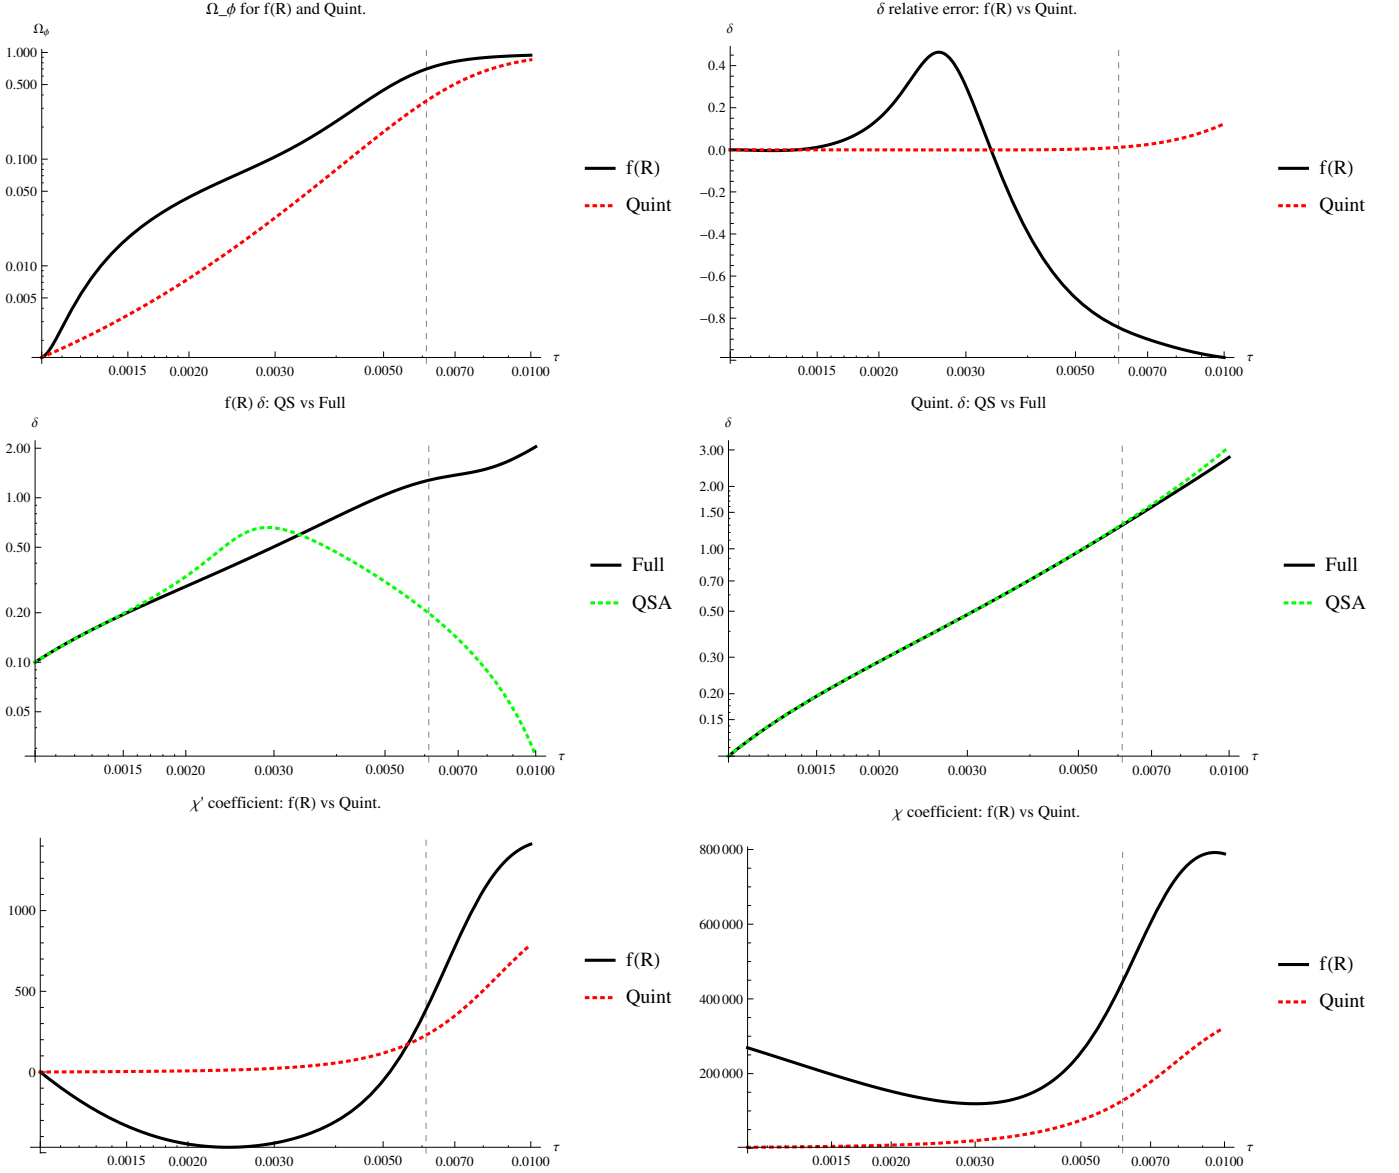 Ω_ϕ for f(R) and Quint.
Ω_ϕ
1.000
0.500
0.100
0.050
0.010
0.005
0.0015 0.0020 0.0030 0.0050 0.0070 0.0100
τ
f(R)
Quint
δ relative error: f(R) vs Quint.
δ
0.4
0.2
0.0
−0.2
−0.4
−0.6
−0.8
0.0015 0.0020 0.0030 0.0050 0.0070 0.0100
τ
f(R)
Quint
f(R) δ: QS vs Full
δ
2.00
1.00
0.50
0.20
0.10
0.05
0.0015 0.0020 0.0030 0.0050 0.0070 0.0100
τ
Full
QSA
Quint. δ: QS vs Full
δ
3.00
2.00
1.50
1.00
0.70
0.50
0.30
0.20
0.15
0.0015 0.0020 0.0030 0.0050 0.0070 0.0100
τ
Full
QSA
χ' coefficient: f(R) vs Quint.
1000
500
0
0.0015 0.0020 0.0030 0.0050 0.0070 0.0100
τ
f(R)
Quint
χ coefficient: f(R) vs Quint.
800 000
600 000
400 000
200 000
0.0015 0.0020 0.0030 0.0050 0.0070 0.0100
τ
f(R)
Quint